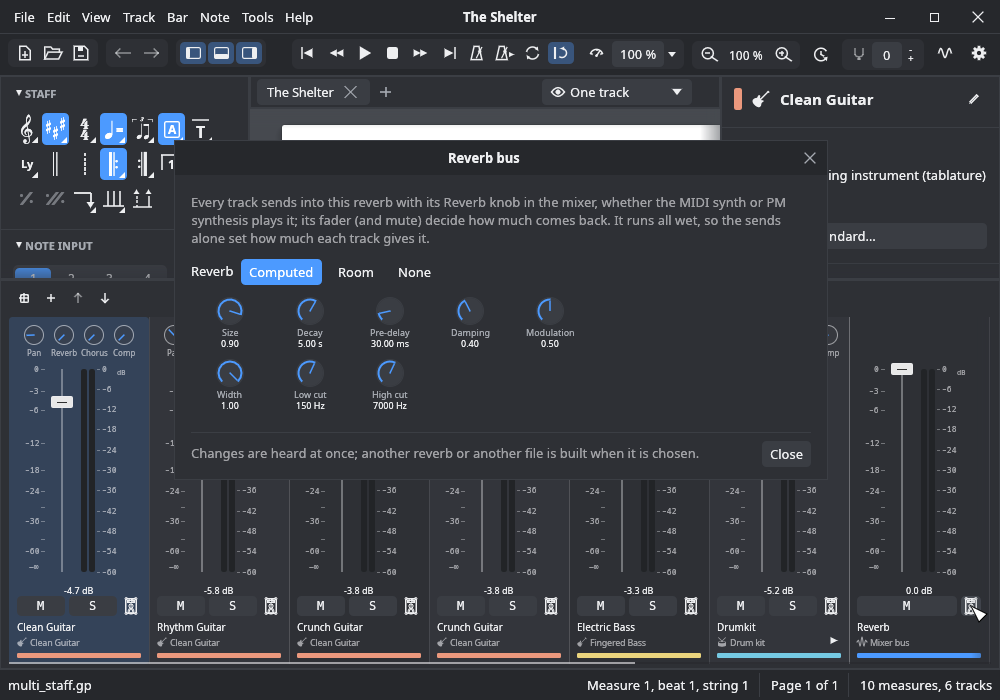 File Edit View Track Bar Note Tools Help
The Shelter
100 %
100 %
0
STAFF
The Shelter
One track
Clean Guitar
Ly
ing instrument (tablature)
ndard...
NOTE INPUT
Reverb bus
Every track sends into this reverb with its Reverb knob in the mixer, whether the MIDI synth or PM
synthesis plays it; its fader (and mute) decide how much comes back. It runs all wet, so the sends
alone set how much each track gives it.
Reverb Computed Room None
Size Decay Pre-delay Damping Modulation
0.90 5.00 s 30.00 ms 0.40 0.50
Width Low cut High cut
1.00 150 Hz 7000 Hz
Changes are heard at once; another reverb or another file is built when it is chosen.
Close
Pan Reverb Chorus Comp
dB
-4.7 dB -5.8 dB -3.8 dB -3.8 dB -3.3 dB -5.2 dB 0.0 dB
M S M S M S M S M S M S M
Clean Guitar Rhythm Guitar Crunch Guitar Crunch Guitar Electric Bass Drumkit Reverb
Clean Guitar Clean Guitar Clean Guitar Clean Guitar Fingered Bass Drum kit Mixer bus
multi_staff.gp
Measure 1, beat 1, string 1 Page 1 of 1 10 measures, 6 tracks